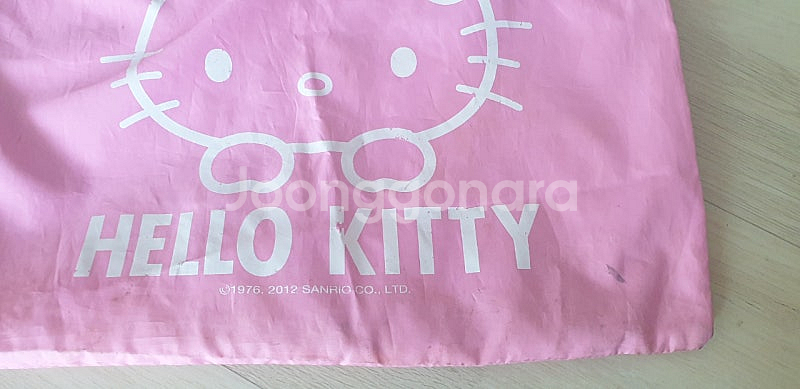 Joonggonara
HELLO KITTY
©1976, 2012 SANRIO CO., LTD.